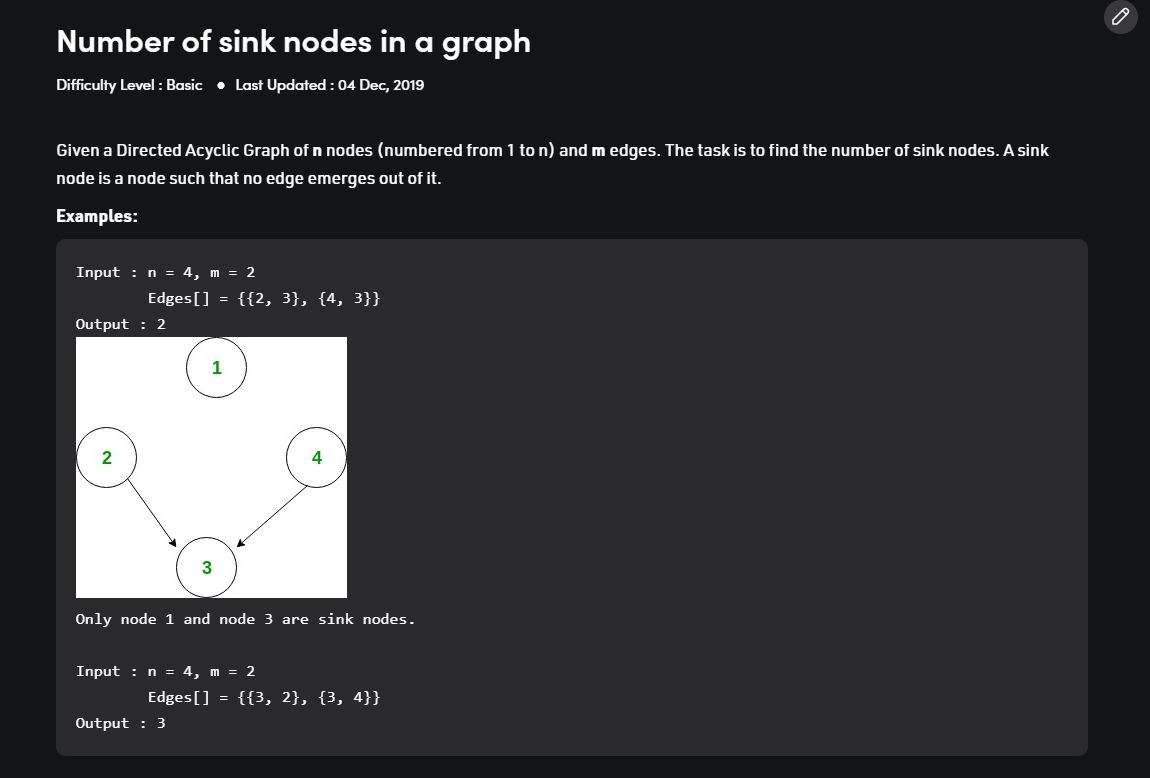 Number of sink nodes in a graph
Difficulty Level : Basic ● Last Updated : 04 Dec, 2019
Given a Directed Acyclic Graph of n nodes (numbered from 1 to n) and m edges. The task is to find the number of sink nodes. A sink
node is a node such that no edge emerges out of it.
Examples:
Input : n = 4, m = 2
Edges[] = {{2, 3}, {4, 3}}
Output : 2
1
2 4
3
Only node 1 and node 3 are sink nodes.
Input : n = 4, m = 2
Edges[] = {{3, 2}, {3, 4}}
Output : 3